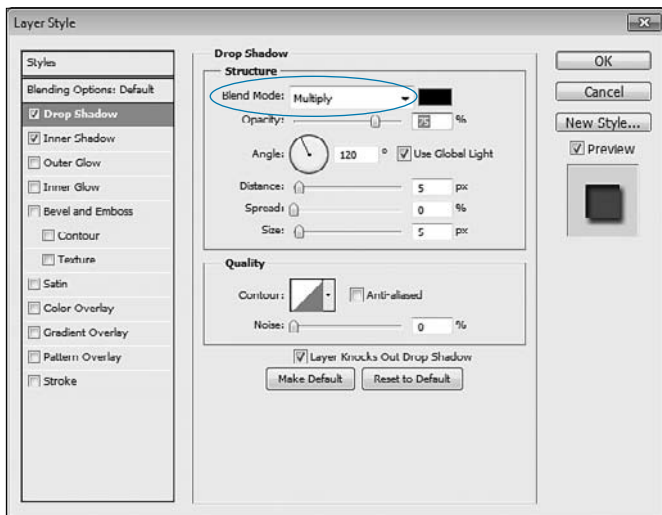 Layer Style
Styles
Blending Options: Default
Drop Shadow
Inner Shadow
Outer Glow
Inner Glow
Bevel and Emboss
Contour
Texture
Satin
Color Overlay
Gradient Overlay
Pattern Overlay
Stroke
Drop Shadow
Structure
Blend Mode: Multiply
Opacity: 75 %
Angle: 120 ° Use Global Light
Distance: 5 px
Spread: 0 %
Size: 5 px
Quality
Contour: Anti-aliased
Noise: 0 %
Layer Knocks Out Drop Shadow
Make Default Reset to Default
OK
Cancel
New Style...
Preview